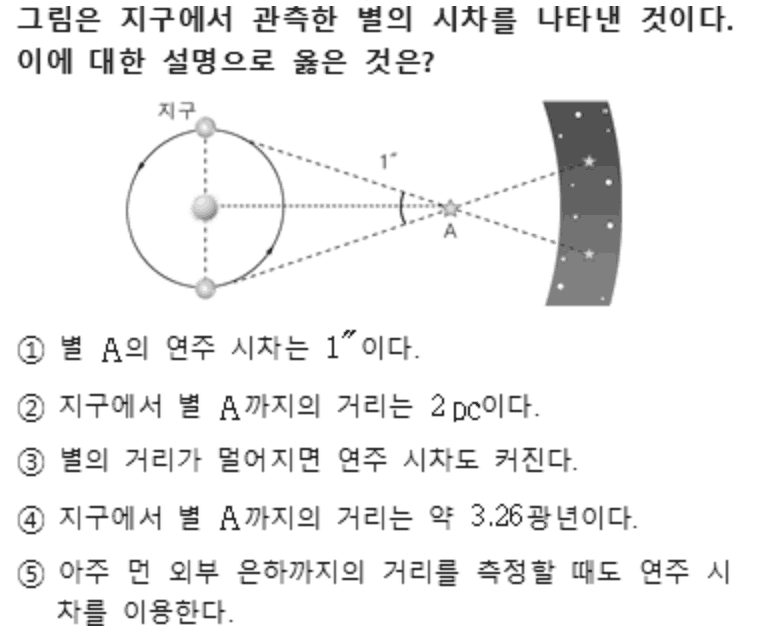 그림은 지구에서 관측한 별의 시차를 나타낸 것이다.
이에 대한 설명으로 옳은 것은?
지구
1″
A
① 별 A의 연주 시차는 1″이다.
② 지구에서 별 A까지의 거리는 2pc이다.
③ 별의 거리가 멀어지면 연주 시차도 커진다.
④ 지구에서 별 A까지의 거리는 약 3.26광년이다.
⑤ 아주 먼 외부 은하까지의 거리를 측정할 때도 연주 시
차를 이용한다.